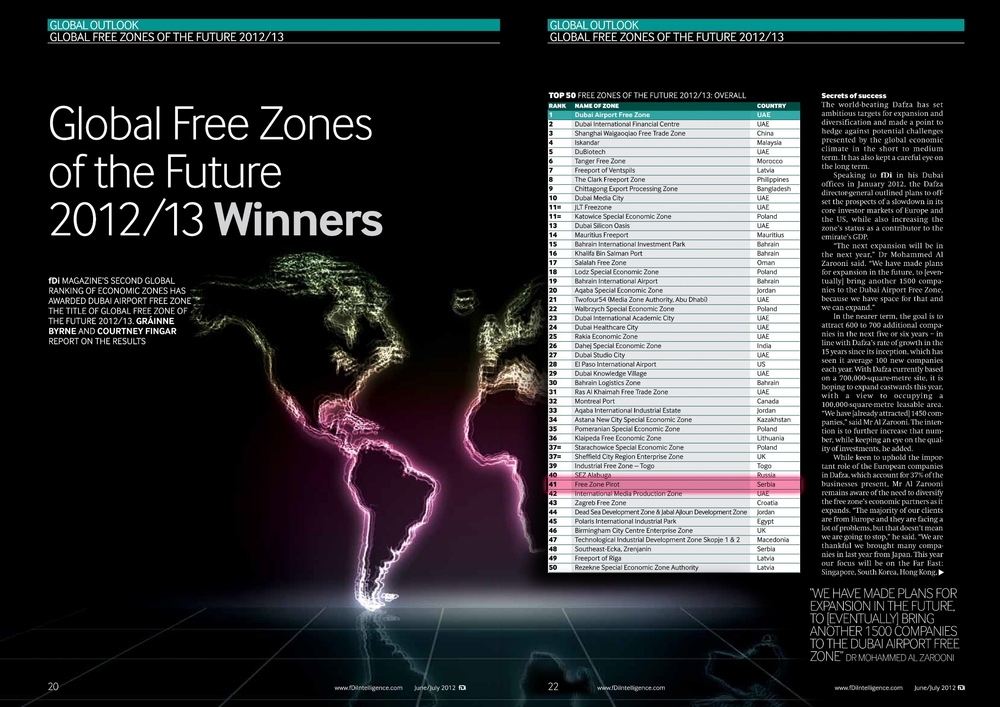 GLOBAL OUTLOOK
GLOBAL FREE ZONES OF THE FUTURE 2012/13
Global Free Zones
of the Future
2012/13 Winners
fDi MAGAZINE'S SECOND GLOBAL
RANKING OF ECONOMIC ZONES HAS
AWARDED DUBAI AIRPORT FREE ZONE
THE TITLE OF GLOBAL FREE ZONE OF
THE FUTURE 2012/13. GRÁINNE
BYRNE AND COURTNEY FINGAR
REPORT ON THE RESULTS
20
www.fDiIntelligence.com June/July 2012 fDi
GLOBAL OUTLOOK
GLOBAL FREE ZONES OF THE FUTURE 2012/13
TOP 50 FREE ZONES OF THE FUTURE 2012/13: OVERALL
RANK NAME OF ZONE COUNTRY
1 Dubai Airport Free Zone UAE
2 Dubai International Financial Centre UAE
3 Shanghai Waigaoqiao Free Trade Zone China
4 Iskandar Malaysia
5 DuBiotech UAE
6 Tanger Free Zone Morocco
7 Freeport of Ventspils Latvia
8 The Clark Freeport Zone Philippines
9 Chittagong Export Processing Zone Bangladesh
10 Dubai Media City UAE
11= JLT Freezone UAE
11= Katowice Special Economic Zone Poland
13 Dubai Silicon Oasis UAE
14 Mauritius Freeport Mauritius
15 Bahrain International Investment Park Bahrain
16 Khalifa Bin Salman Port Bahrain
17 Salalah Free Zone Oman
18 Lodz Special Economic Zone Poland
19 Bahrain International Airport Bahrain
20 Aqaba Special Economic Zone Jordan
21 Twofour54 (Media Zone Authority, Abu Dhabi) UAE
22 Walbrzych Special Economic Zone Poland
23 Dubai International Academic City UAE
24 Dubai Healthcare City UAE
25 Rakia Economic Zone UAE
26 Dahej Special Economic Zone India
27 Dubai Studio City UAE
28 El Paso International Airport US
29 Dubai Knowledge Village UAE
30 Bahrain Logistics Zone Bahrain
31 Ras Al Khaimah Free Trade Zone UAE
32 Montreal Port Canada
33 Aqaba International Industrial Estate Jordan
34 Astana New City Special Economic Zone Kazakhstan
35 Pomeranian Special Economic Zone Poland
36 Klaipeda Free Economic Zone Lithuania
37= Starachowice Special Economic Zone Poland
37= Sheffield City Region Enterprise Zone UK
39 Industrial Free Zone – Togo Togo
40 SEZ Alabuga Russia
41 Free Zone Pirot Serbia
42 International Media Production Zone UAE
43 Zagreb Free Zone Croatia
44 Dead Sea Development Zone & Jabal Ajloun Development Zone Jordan
45 Polaris International Industrial Park Egypt
46 Birmingham City Centre Enterprise Zone UK
47 Technological Industrial Development Zone Skopje 1 & 2 Macedonia
48 Southeast-Ecka, Zrenjanin Serbia
49 Freeport of Riga Latvia
50 Rezekne Special Economic Zone Authority Latvia
Secrets of success
The world-beating Dafza has set
ambitious targets for expansion and
diversification and made a point to
hedge against potential challenges
presented by the global economic
climate in the short to medium
term. It has also kept a careful eye on
the long term.
Speaking to fDi in his Dubai
offices in January 2012, the Dafza
director-general outlined plans to off-
set the prospects of a slowdown in its
core investor markets of Europe and
the US, while also increasing the
zone's status as a contributor to the
emirate's GDP.
“The next expansion will be in
the next year,” Dr Mohammed Al
Zarooni said. “We have made plans
for expansion in the future, to [even-
tually] bring another 1500 compa-
nies to the Dubai Airport Free Zone,
because we have space for that and
we can expand.”
In the nearer term, the goal is to
attract 600 to 700 additional compa-
nies in the next five or six years – in
line with Dafza's rate of growth in the
15 years since its inception, which has
seen it average 100 new companies
each year. With Dafza currently based
on a 700,000-square-metre site, it is
hoping to expand eastwards this year,
with a view to occupying a
100,000-square-metre leasable area.
“We have [already attracted] 1450 com-
panies,” said Mr Al Zarooni. The inten-
tion is to further increase that num-
ber, while keeping an eye on the qual-
ity of investments, he added.
While keen to uphold the impor-
tant role of the European companies
in Dafza, which account for 37% of the
businesses present, Mr Al Zarooni
remains aware of the need to diversify
the free zone's economic partners as it
expands. “The majority of our clients
are from Europe and they are facing a
lot of problems, but that doesn't mean
we are going to stop,” he said. “We are
thankful we brought many compa-
nies in last year from Japan. This year
our focus will be on the Far East:
Singapore, South Korea, Hong Kong,
“WE HAVE MADE PLANS FOR
EXPANSION IN THE FUTURE,
TO [EVENTUALLY] BRING
ANOTHER 1500 COMPANIES
TO THE DUBAI AIRPORT FREE
ZONE” DR MOHAMMED AL ZAROONI
22
www.fDiIntelligence.com
www.fDiIntelligence.com June/July 2012 fDi